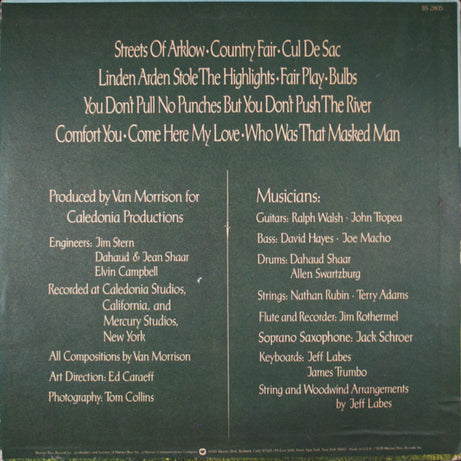 BS 2805
Streets Of Arklow • Country Fair • Cul De Sac
Linden Arden Stole The Highlights • Fair Play • Bulbs
You Don't Pull No Punches But You Don't Push The River
Comfort You • Come Here My Love • Who Was That Masked Man
Produced by Van Morrison for
Caledonia Productions
Engineers: Jim Stern
Dahaud & Jean Shaar
Elvin Campbell
Recorded at Caledonia Studios,
California, and
Mercury Studios,
New York
All Compositions by Van Morrison
Art Direction: Ed Caraeff
Photography: Tom Collins
Musicians:
Guitars: Ralph Walsh • John Tropea
Bass: David Hayes • Joe Macho
Drums: Dahaud Shaar
Allen Swartzburg
Strings: Nathan Rubin • Terry Adams
Flute and Recorder: Jim Rothermel
Soprano Saxophone: Jack Schroer
Keyboards: Jeff Labes
James Trumbo
String and Woodwind Arrangements
by Jeff Labes